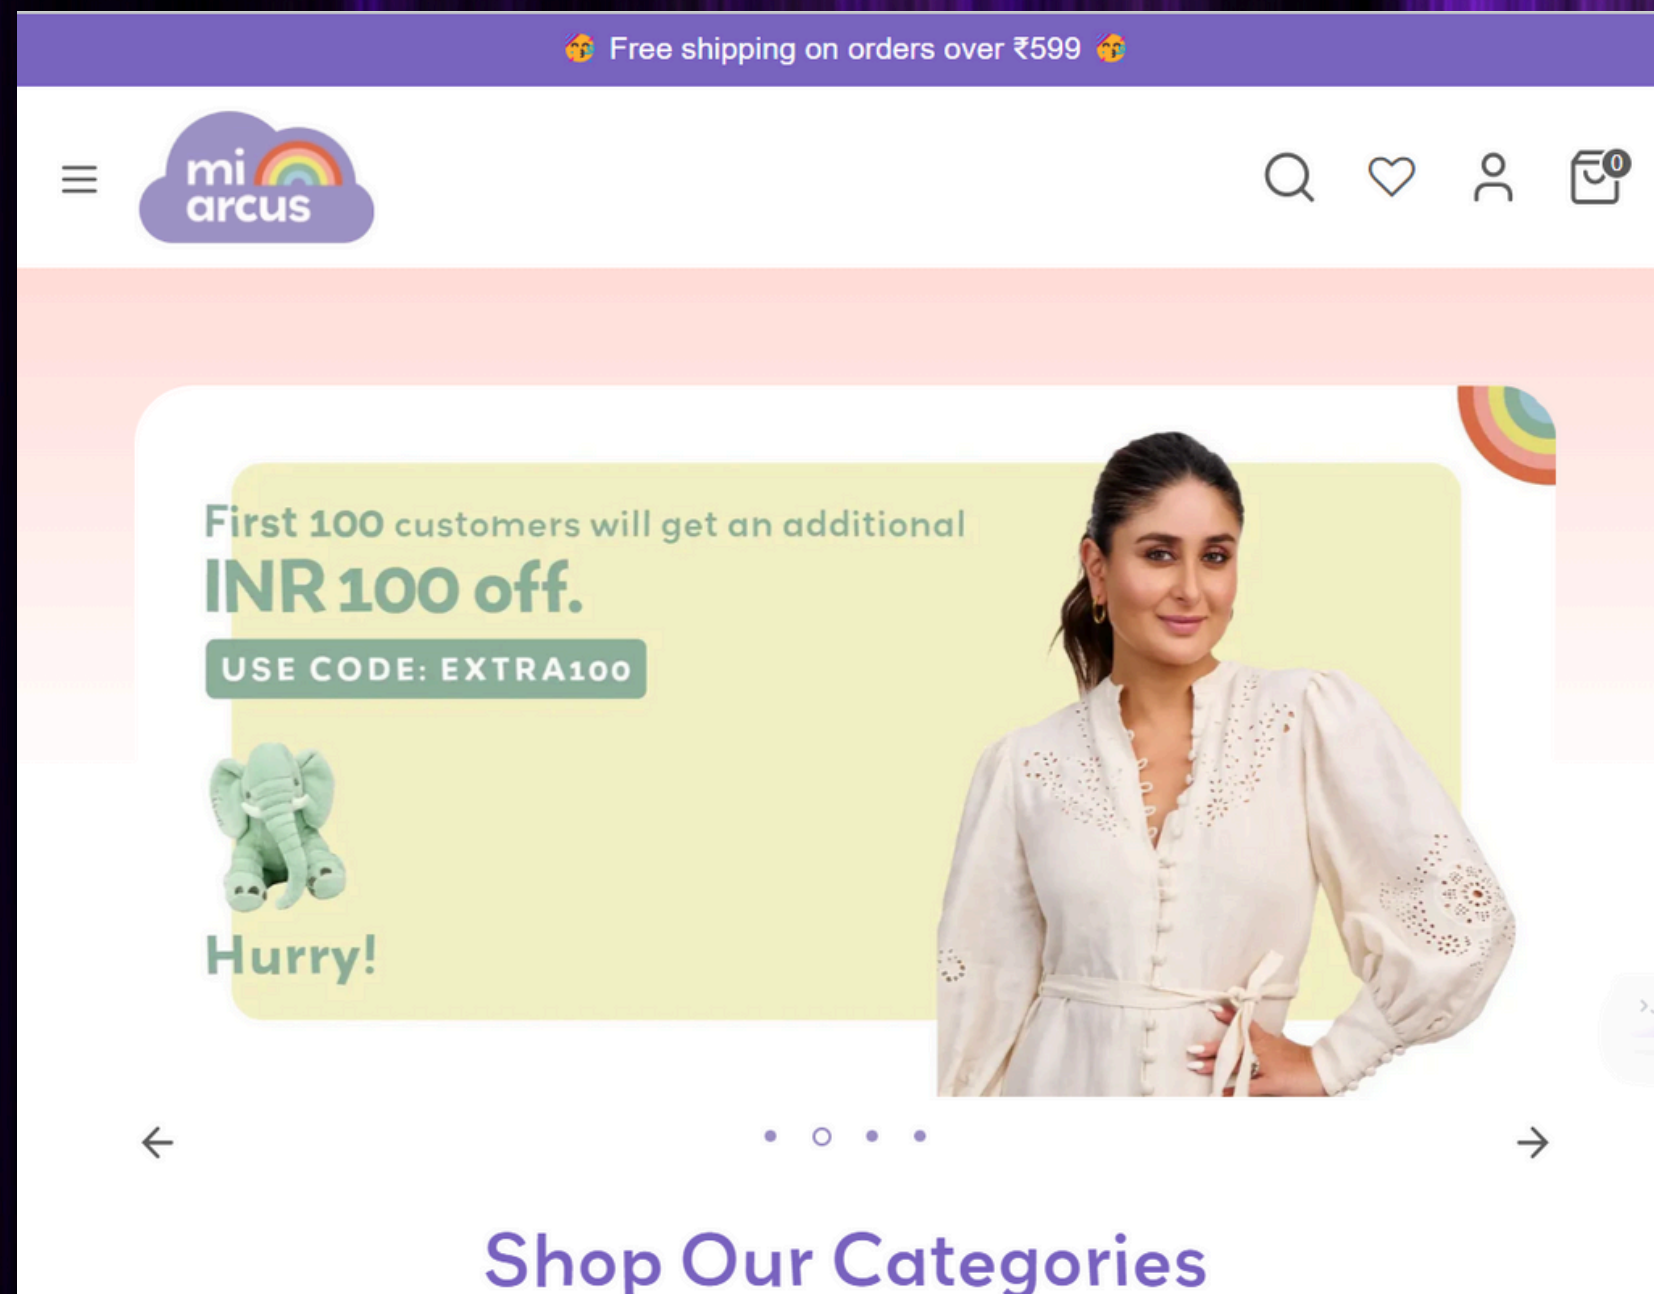 🥳 Free shipping on orders over ₹599 🥳
mi
arcus
0
First 100 customers will get an additional
INR 100 off.
USE CODE: EXTRA100
Hurry!
Shop Our Categories